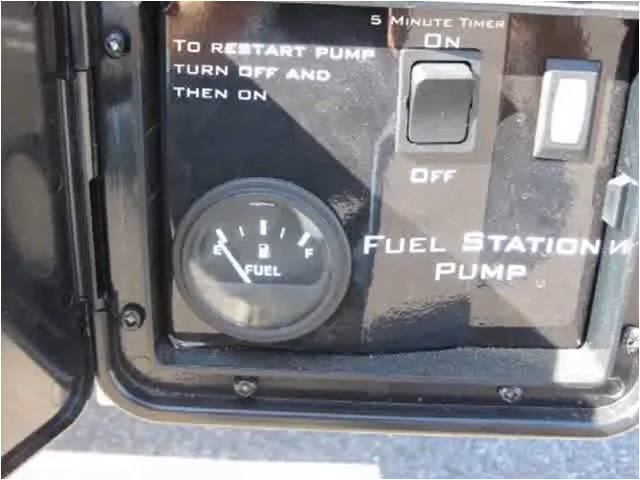 5 MINUTE TIMER
ON
TO RESTART PUMP
TURN OFF AND
THEN ON
OFF
E F
FUEL
FUEL STATION
PUMP